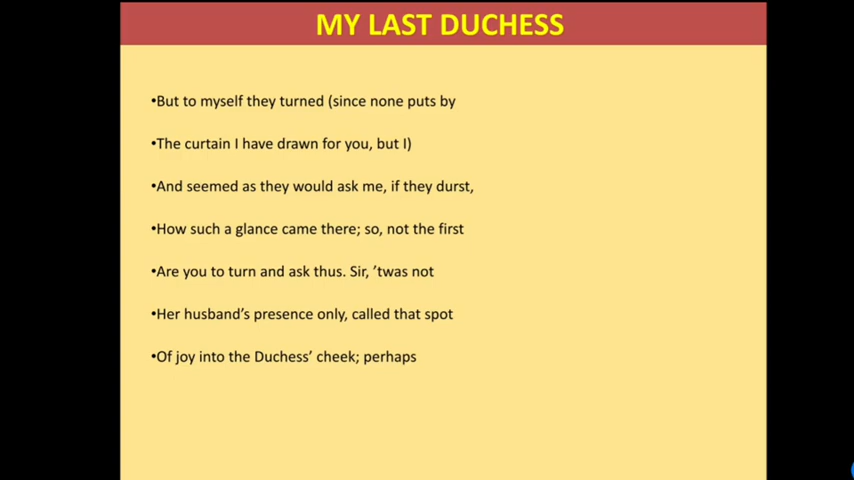 MY LAST DUCHESS
•But to myself they turned (since none puts by
•The curtain I have drawn for you, but I)
•And seemed as they would ask me, if they durst,
•How such a glance came there; so, not the first
•Are you to turn and ask thus. Sir, ’twas not
•Her husband’s presence only, called that spot
•Of joy into the Duchess’ cheek; perhaps